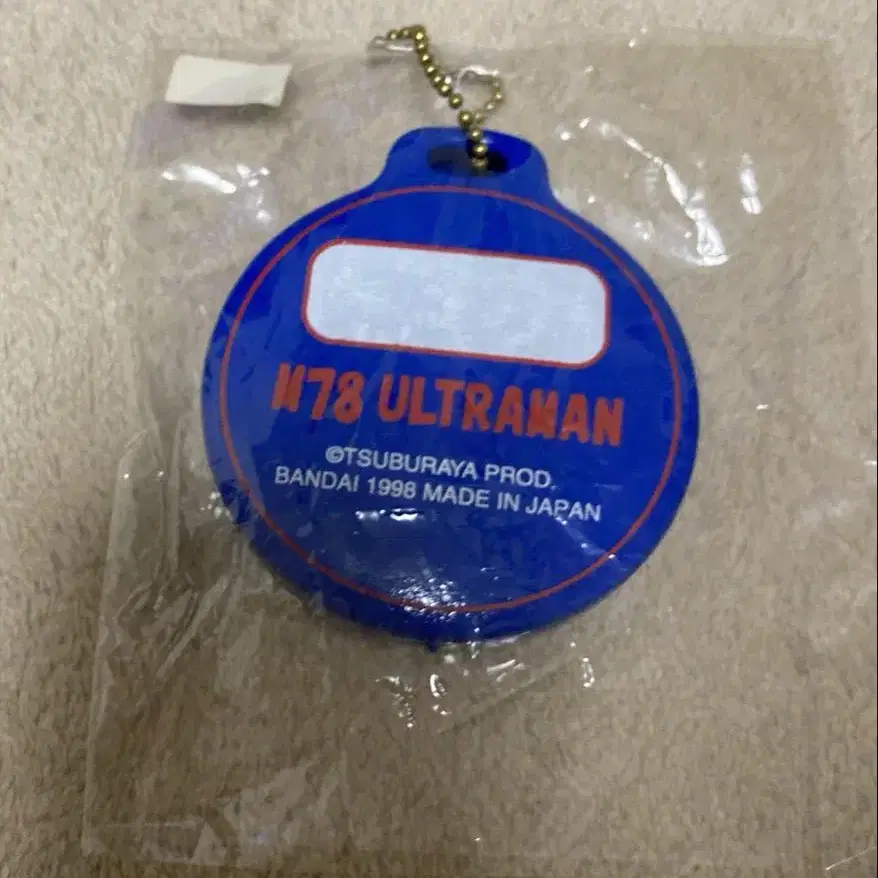 M78 ULTRAMAN
©TSUBURAYA PROD.
BANDAI 1998 MADE IN JAPAN